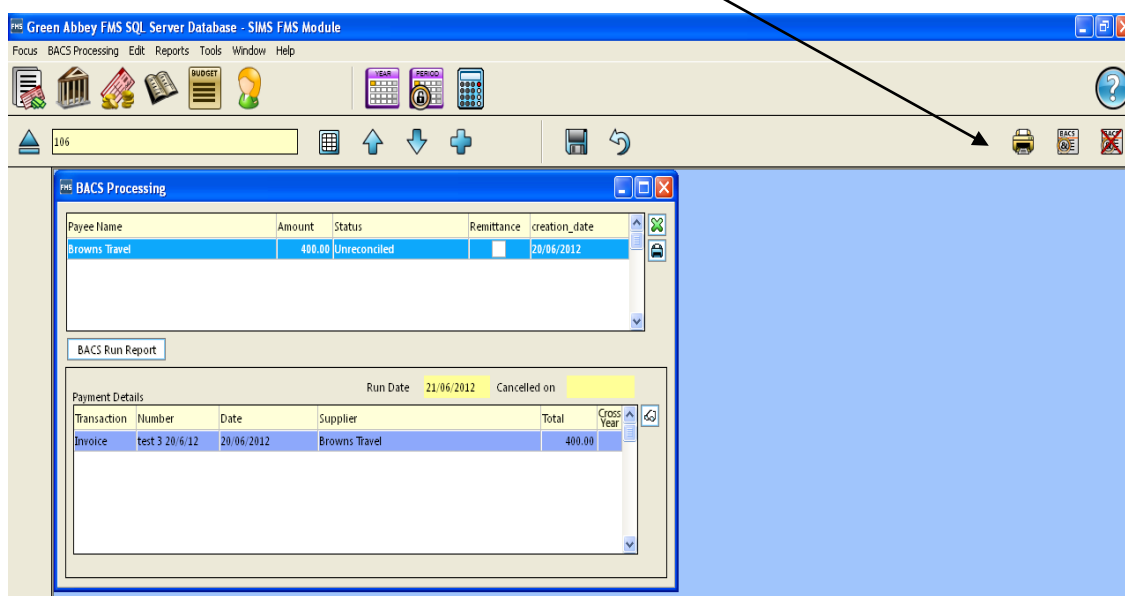 FMS Green Abbey FMS SQL Server Database - SIMS FMS Module
Focus BACS Processing Edit Reports Tools Window Help
BUDGET YEAR PERIOD ?
106 BACS &E BACS &E
FMS BACS Processing
Payee Name Amount Status Remittance creation_date
Browns Travel 400.00 Unreconciled 20/06/2012
BACS Run Report
Run Date 21/06/2012 Cancelled on
Payment Details
Transaction Number Date Supplier Total Cross Year
Invoice test 3 20/6/12 20/06/2012 Browns Travel 400.00